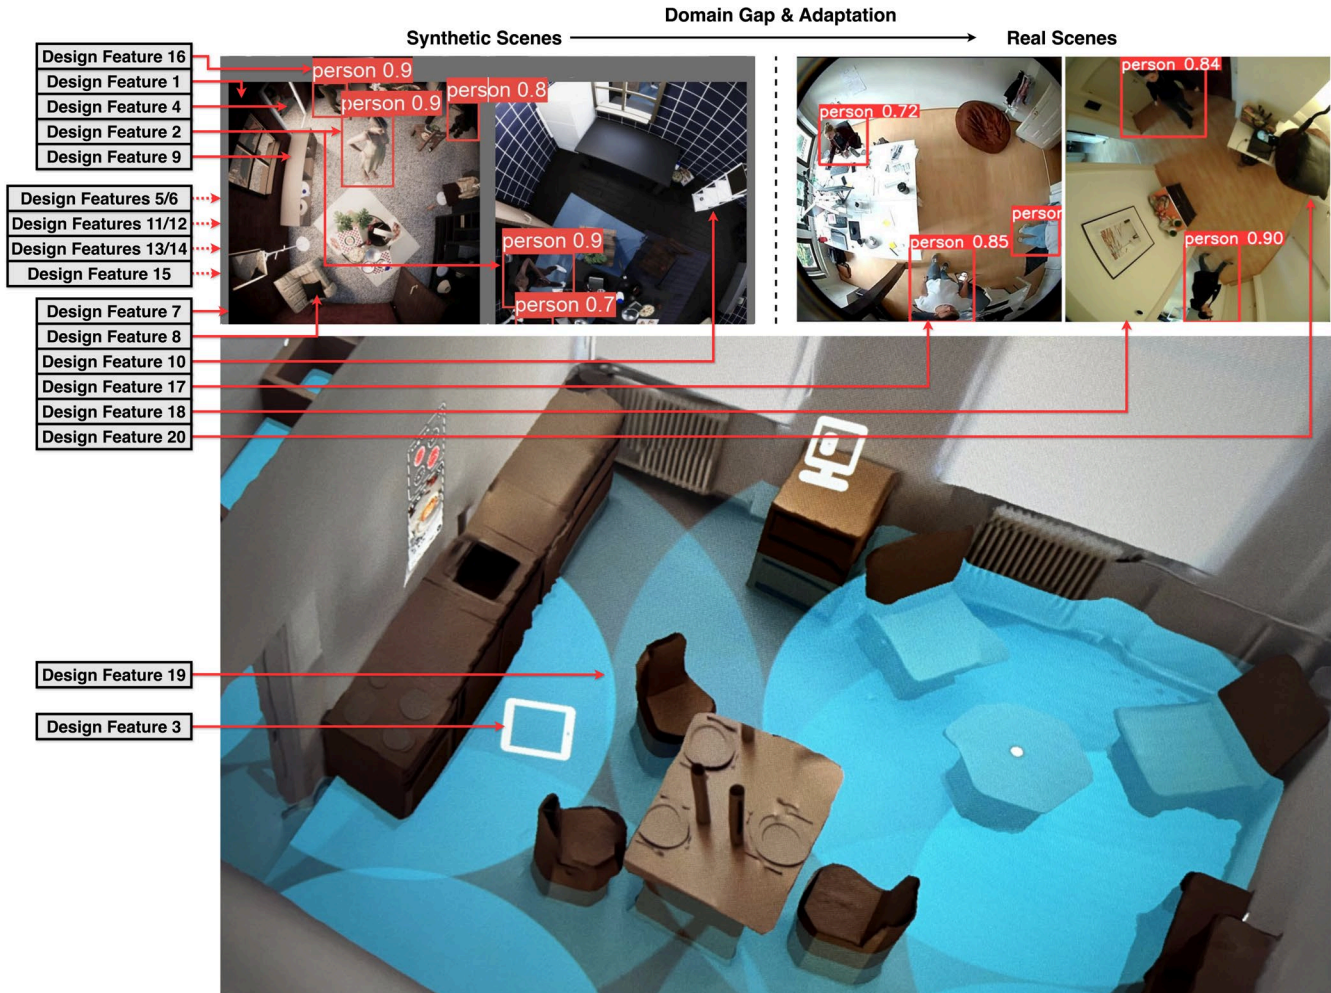 Domain Gap & Adaptation
Synthetic Scenes
Real Scenes
Design Feature 16
Design Feature 1
Design Feature 4
Design Feature 2
Design Feature 9
Design Features 5/6
Design Features 11/12
Design Features 13/14
Design Feature 15
Design Feature 7
Design Feature 8
Design Feature 10
Design Feature 17
Design Feature 18
Design Feature 20
Design Feature 19
Design Feature 3
person 0.9
person 0.9
person 0.8
person 0.9
person 0.7
person 0.72
person 0.85
person
person 0.84
person 0.90